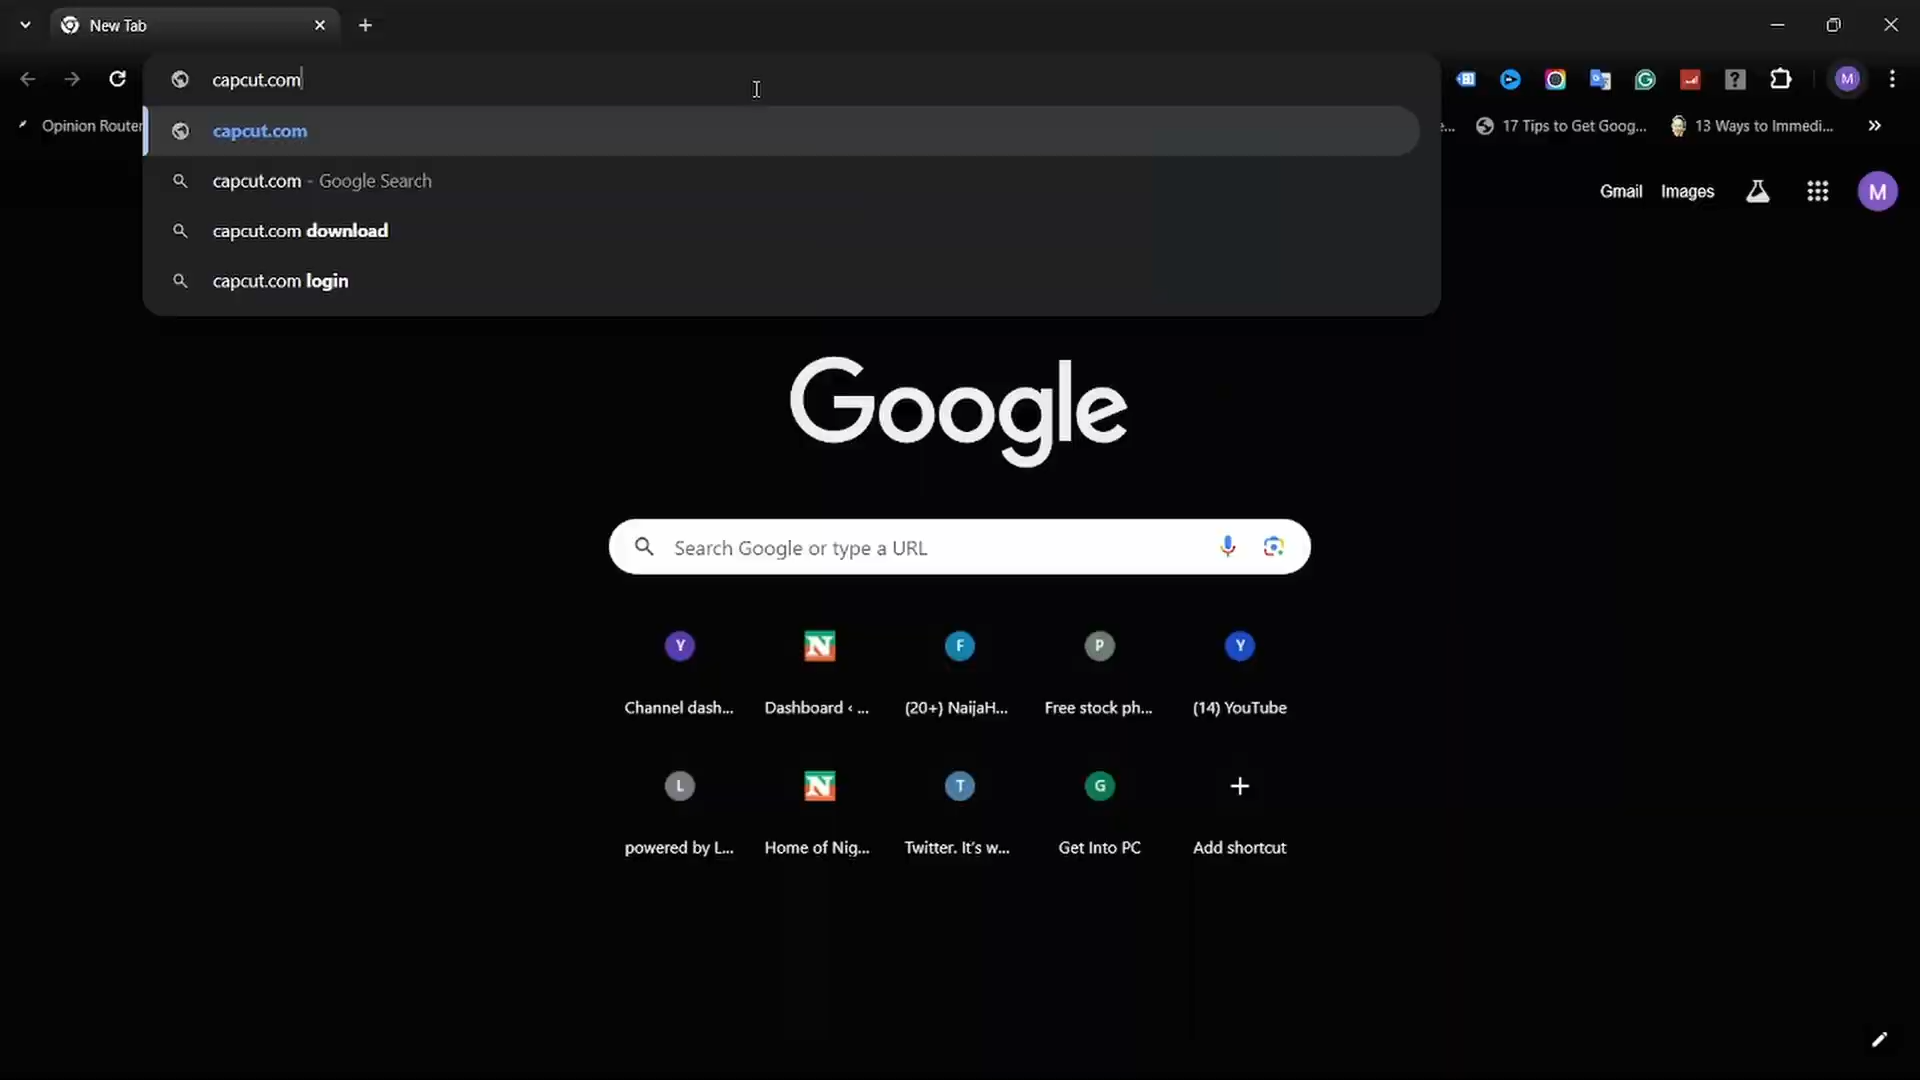 New Tab
capcut.com
Opinion Router
capcut.com
17 Tips to Get Goog...
13 Ways to Immedi...
capcut.com - Google Search
Gmail
Images
M
M
capcut.com download
capcut.com login
Google
Search Google or type a URL
Y
N
F
P
Y
Channel dash...
Dashboard ‹ ...
(20+) NaijaH...
Free stock ph...
(14) YouTube
L
N
T
G
powered by L...
Home of Nig...
Twitter. It's w...
Get Into PC
Add shortcut